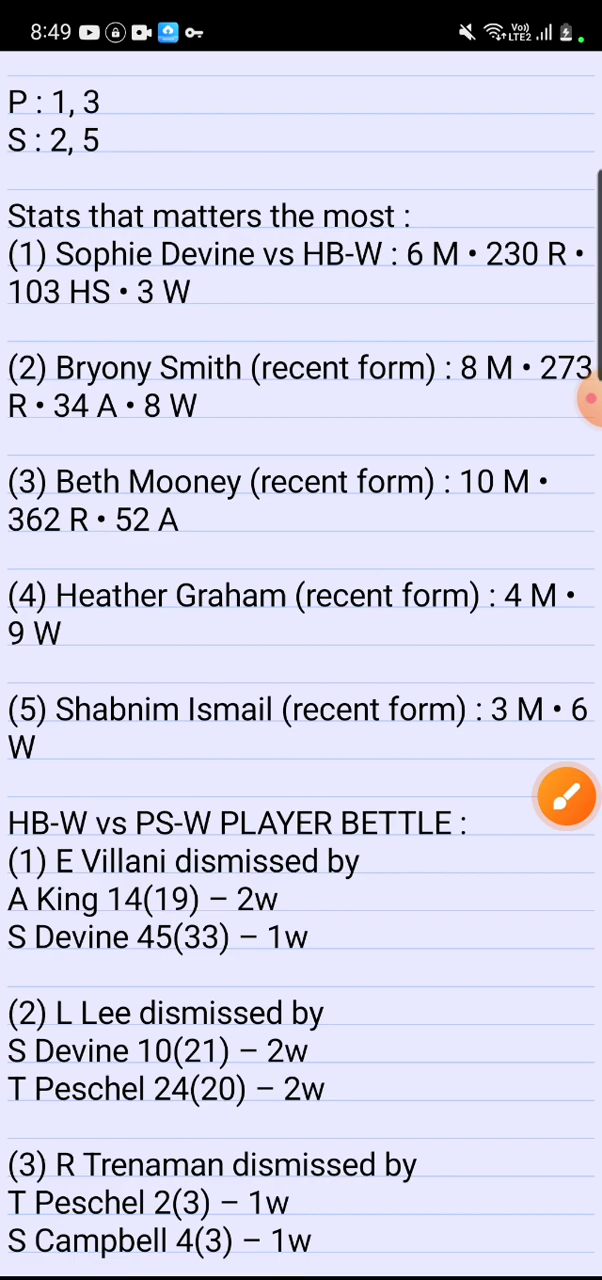 8:49
Vo)) LTE2
P : 1, 3
S : 2, 5
Stats that matters the most :
(1) Sophie Devine vs HB-W : 6 M • 230 R •
103 HS • 3 W
(2) Bryony Smith (recent form) : 8 M • 273
R • 34 A • 8 W
(3) Beth Mooney (recent form) : 10 M •
362 R • 52 A
(4) Heather Graham (recent form) : 4 M •
9 W
(5) Shabnim Ismail (recent form) : 3 M • 6
W
HB-W vs PS-W PLAYER BETTLE :
(1) E Villani dismissed by
A King 14(19) – 2w
S Devine 45(33) – 1w
(2) L Lee dismissed by
S Devine 10(21) – 2w
T Peschel 24(20) – 2w
(3) R Trenaman dismissed by
T Peschel 2(3) – 1w
S Campbell 4(3) – 1w